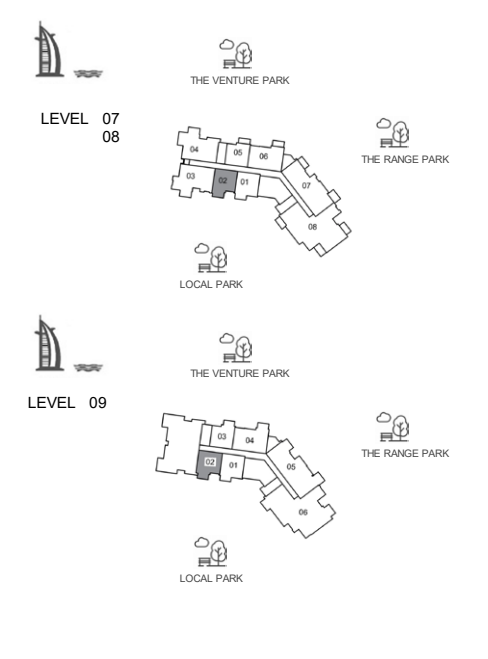 THE VENTURE PARK
LEVEL 07
08
THE RANGE PARK
04
05
06
03
02
01
07
08
LOCAL PARK
THE VENTURE PARK
LEVEL 09
THE RANGE PARK
03
04
02
01
05
06
LOCAL PARK